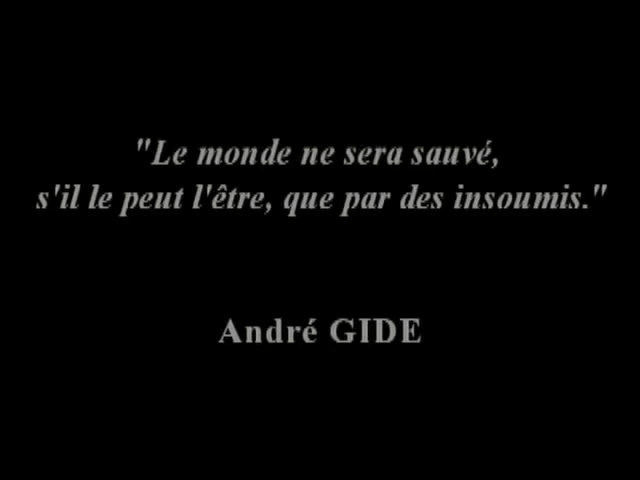 "Le monde ne sera sauvé,
s'il le peut l'être, que par des insoumis."
André GIDE